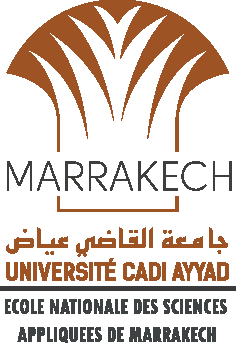 MARRAKECH
جامعة القاضي عياض
UNIVERSITÉ CADI AYYAD
ECOLE NATIONALE DES SCIENCES
APPLIQUEES DE MARRAKECH